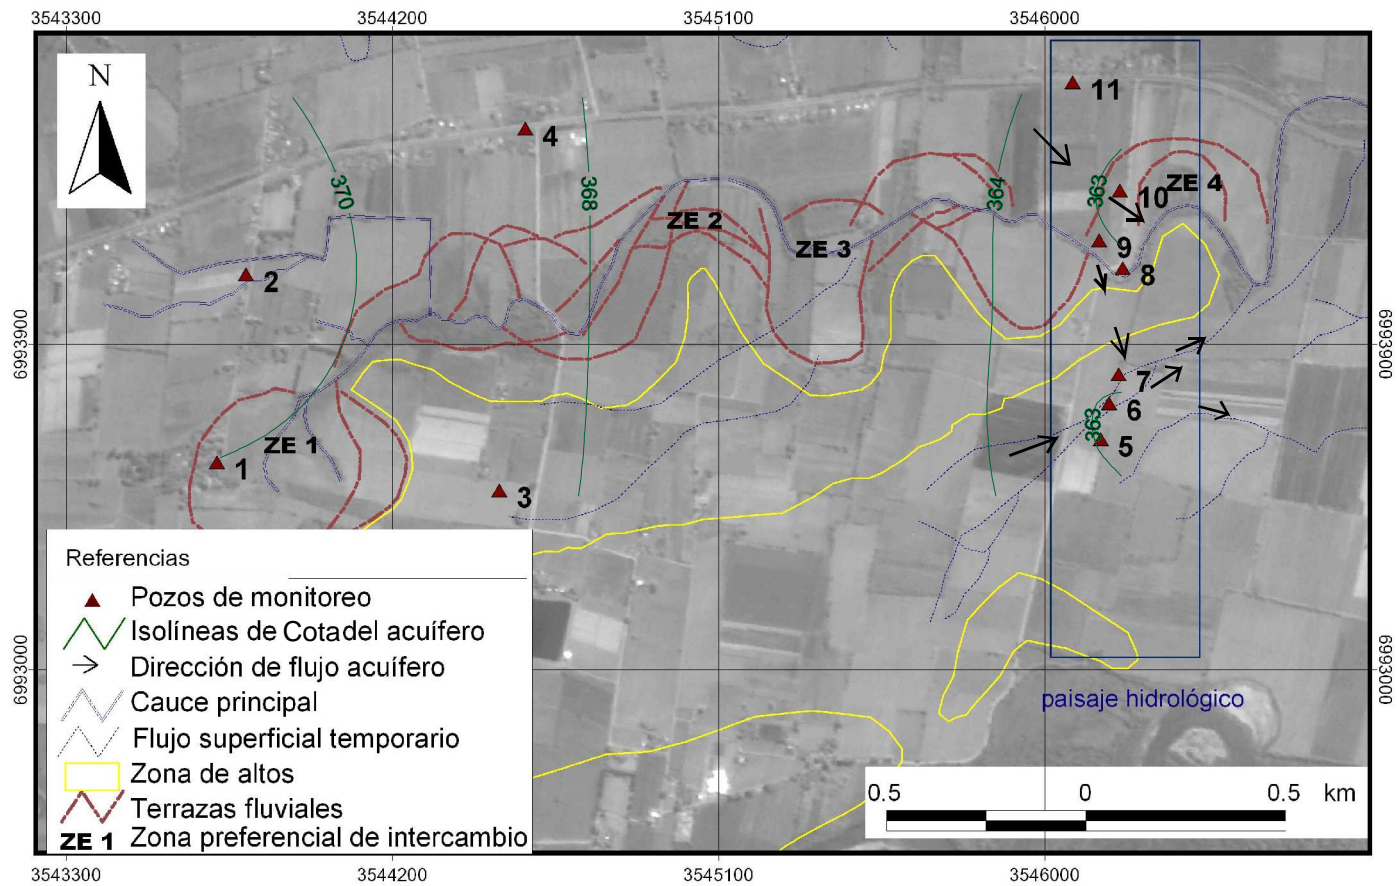 3543300 3544200 3545100 3546000
N
11
4
370
368
364
363
10
ZE 4
ZE 2
ZE 3
9
8
2
6993900
6993900
7
6
363
5
ZE 1
1
3
Referencias
Pozos de monitoreo
Isolíneas de Cotadel acuífero
Dirección de flujo acuífero
Cauce principal
Flujo superficial temporario
Zona de altos
Terrazas fluviales
ZE 1 Zona preferencial de intercambio
6993000
6993000
paisaje hidrológico
0.5 0 0.5 km
3543300 3544200 3545100 3546000